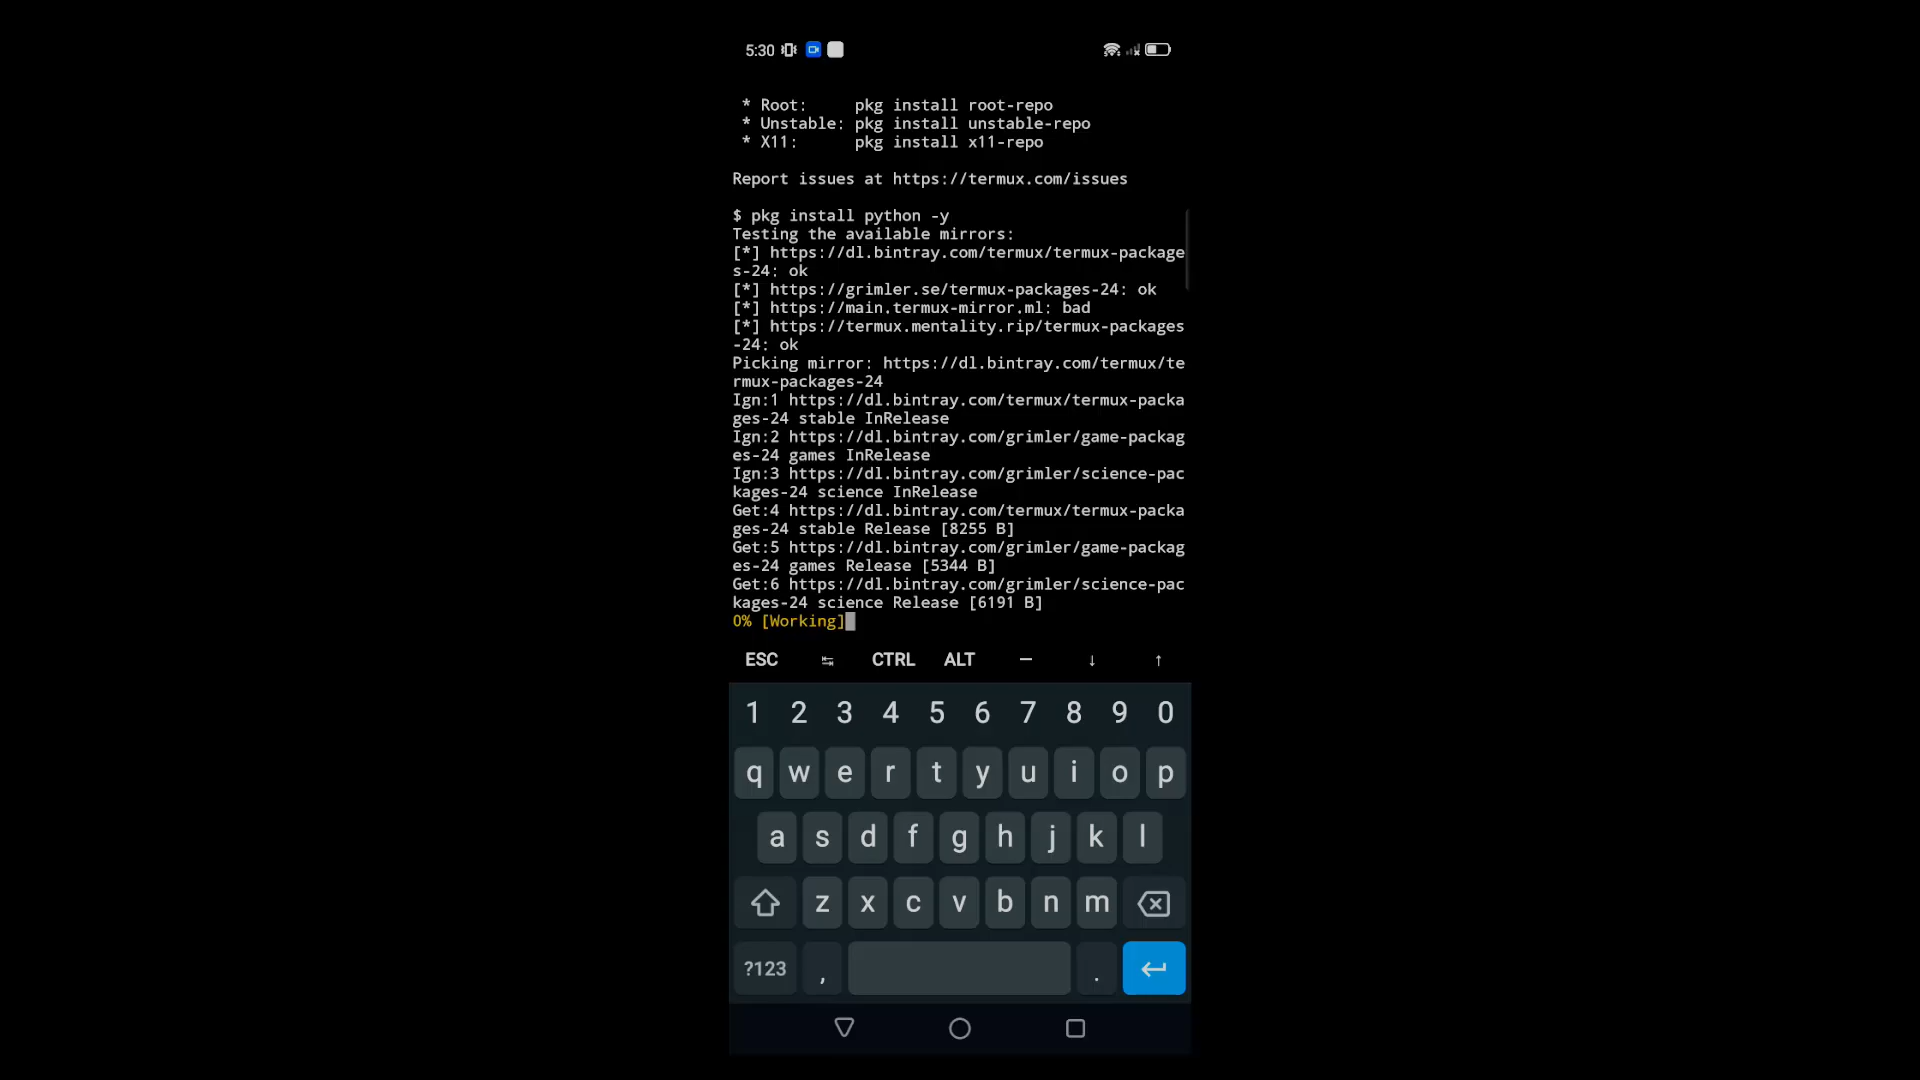 5:30
* Root:     pkg install root-repo
* Unstable: pkg install unstable-repo
* X11:      pkg install x11-repo
Report issues at https://termux.com/issues
$ pkg install python -y
Testing the available mirrors:
[*] https://dl.bintray.com/termux/termux-package
s-24: ok
[*] https://grimler.se/termux-packages-24: ok
[*] https://main.termux-mirror.ml: bad
[*] https://termux.mentality.rip/termux-packages
-24: ok
Picking mirror: https://dl.bintray.com/termux/te
rmux-packages-24
Ign:1 https://dl.bintray.com/termux/termux-packa
ges-24 stable InRelease
Ign:2 https://dl.bintray.com/grimler/game-packag
es-24 games InRelease
Ign:3 https://dl.bintray.com/grimler/science-pac
kages-24 science InRelease
Get:4 https://dl.bintray.com/termux/termux-packa
ges-24 stable Release [8255 B]
Get:5 https://dl.bintray.com/grimler/game-packag
es-24 games Release [5344 B]
Get:6 https://dl.bintray.com/grimler/science-pac
kages-24 science Release [6191 B]
0% [Working]
ESC ↹ CTRL ALT — ↓ ↑
1 2 3 4 5 6 7 8 9 0
q w e r t y u i o p
a s d f g h j k l
z x c v b n m
?123 , .